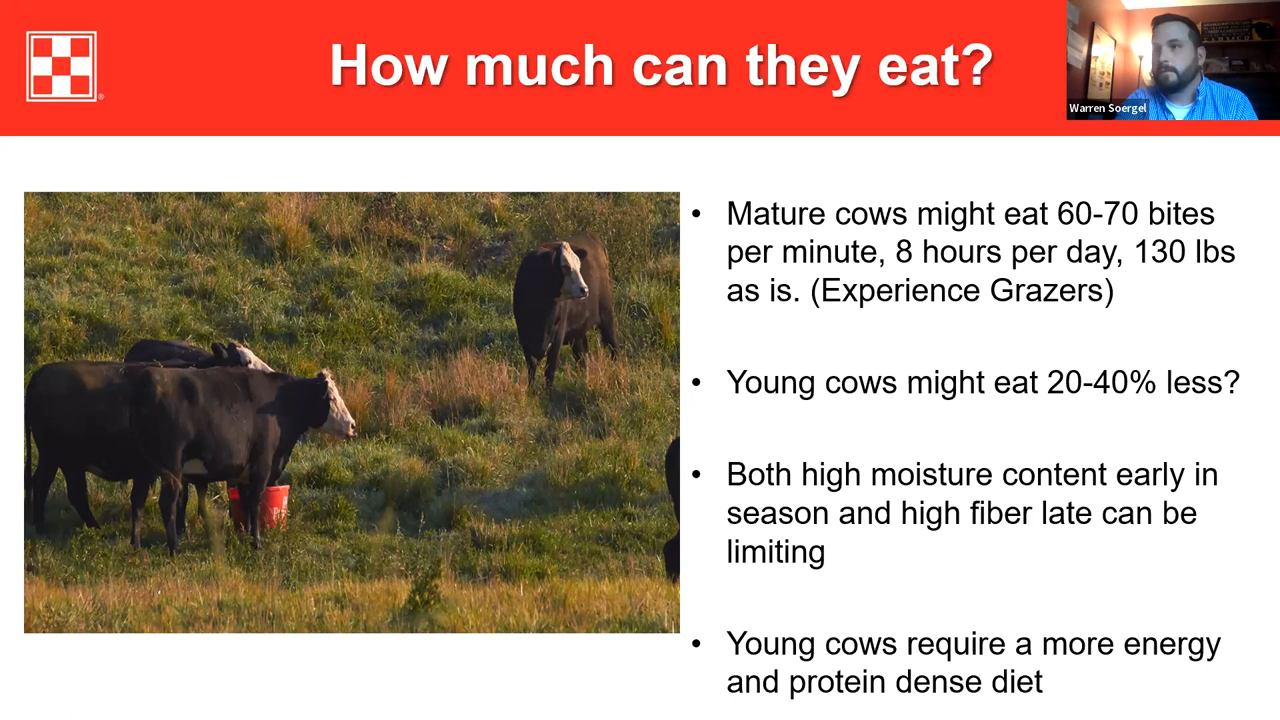 How much can they eat?
Warren Soergel
• Mature cows might eat 60-70 bites
per minute, 8 hours per day, 130 lbs
as is. (Experience Grazers)
• Young cows might eat 20-40% less?
• Both high moisture content early in
season and high fiber late can be
limiting
• Young cows require a more energy
and protein dense diet